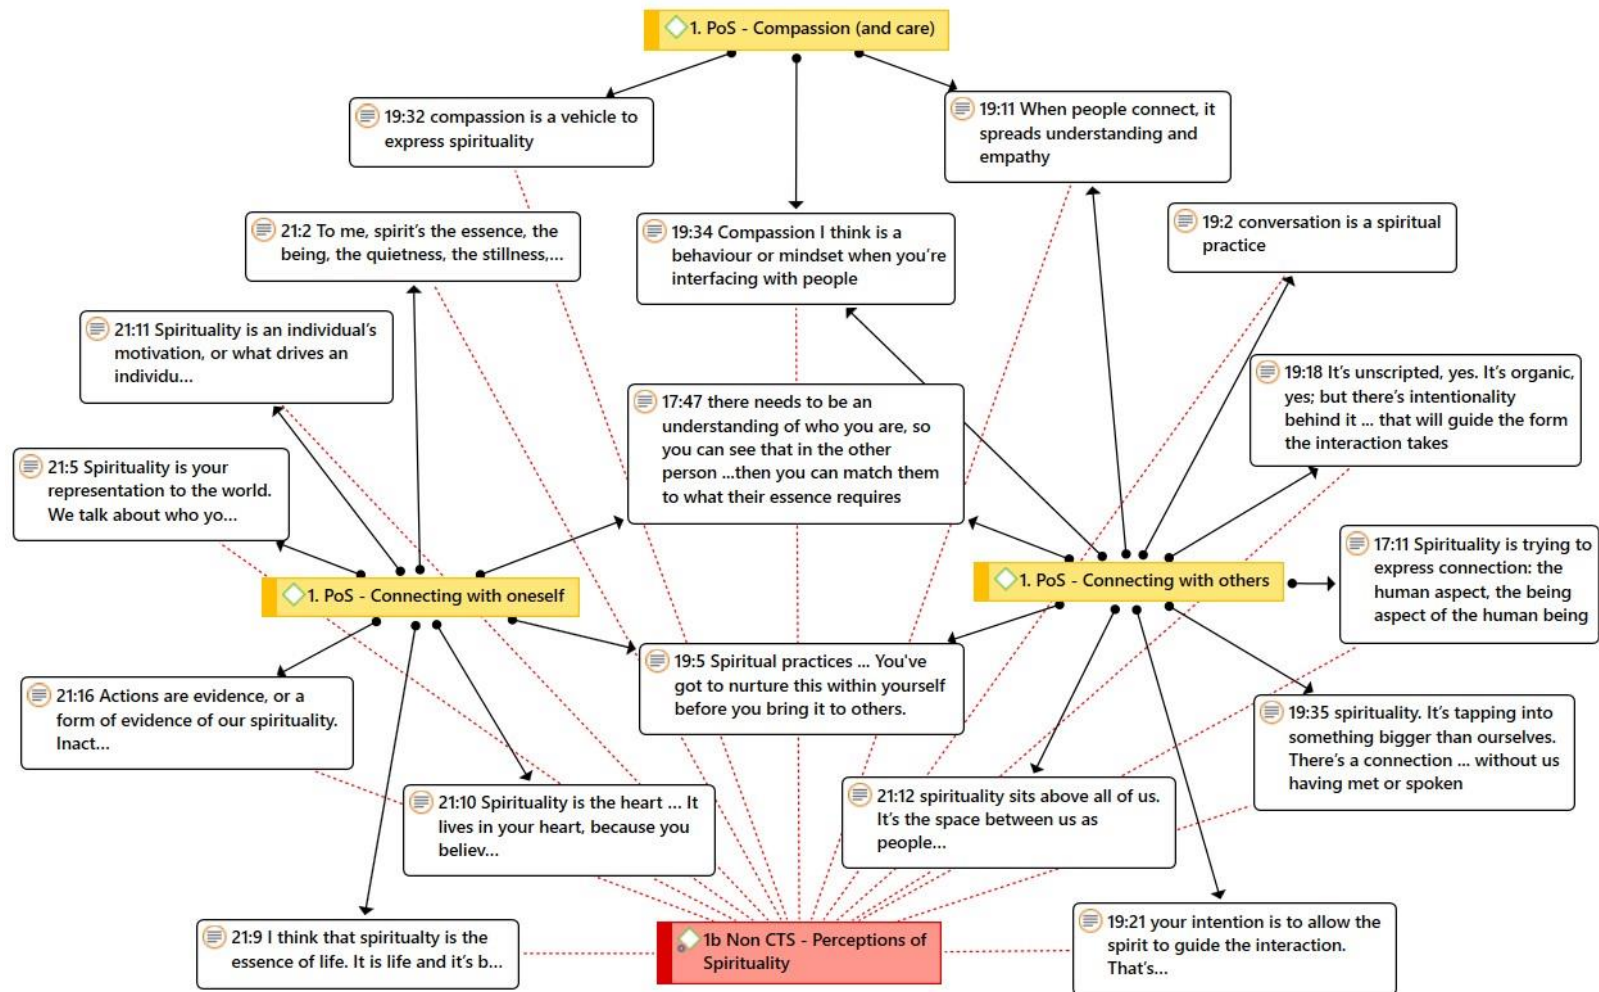 1. PoS - Compassion (and care)
19:32 compassion is a vehicle to
express spirituality
19:11 When people connect, it
spreads understanding and
empathy
21:2 To me, spirit's the essence, the
being, the quietness, the stillness,...
19:34 Compassion I think is a
behaviour or mindset when you're
interfacing with people
19:2 conversation is a spiritual
practice
21:11 Spirituality is an individual's
motivation, or what drives an
individu...
19:18 It's unscripted, yes. It's organic,
yes; but there's intentionality
behind it ... that will guide the form
the interaction takes
17:47 there needs to be an
understanding of who you are, so
you can see that in the other
person ...then you can match them
to what their essence requires
21:5 Spirituality is your
representation to the world.
We talk about who yo...
17:11 Spirituality is trying to
express connection: the
human aspect, the being
aspect of the human being
1. PoS - Connecting with oneself
1. PoS - Connecting with others
19:5 Spiritual practices ... You've
got to nurture this within yourself
before you bring it to others.
21:16 Actions are evidence, or a
form of evidence of our spirituality.
Inact...
19:35 spirituality. It's tapping into
something bigger than ourselves.
There's a connection ... without us
having met or spoken
21:10 Spirituality is the heart ... It
lives in your heart, because you
believ...
21:12 spirituality sits above all of us.
It's the space between us as
people...
21:9 I think that spiritualty is the
essence of life. It is life and it's b...
1b Non CTS - Perceptions of
Spirituality
19:21 your intention is to allow the
spirit to guide the interaction.
That's...